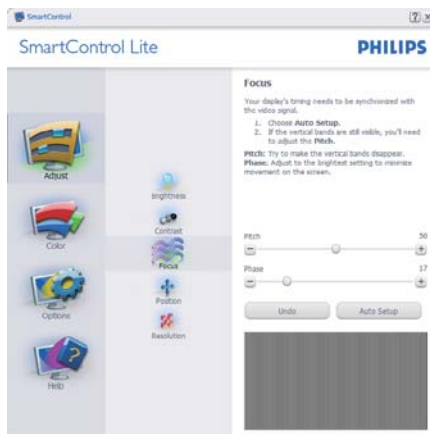 SmartControl
SmartControl Lite
PHILIPS
Adjust
Color
Options
Help
Brightness
Contrast
Focus
Position
Resolution
Focus
Your display's timing needs to be synchronized with
the video signal.
1. Choose Auto Setup.
2. If the vertical bands are still visible, you'll need
to adjust the Pitch.
Pitch: Try to make the vertical bands disappear.
Phase: Adjust to the brightest setting to minimize
movement on the screen.
Pitch 50
Phase 17
Undo Auto Setup